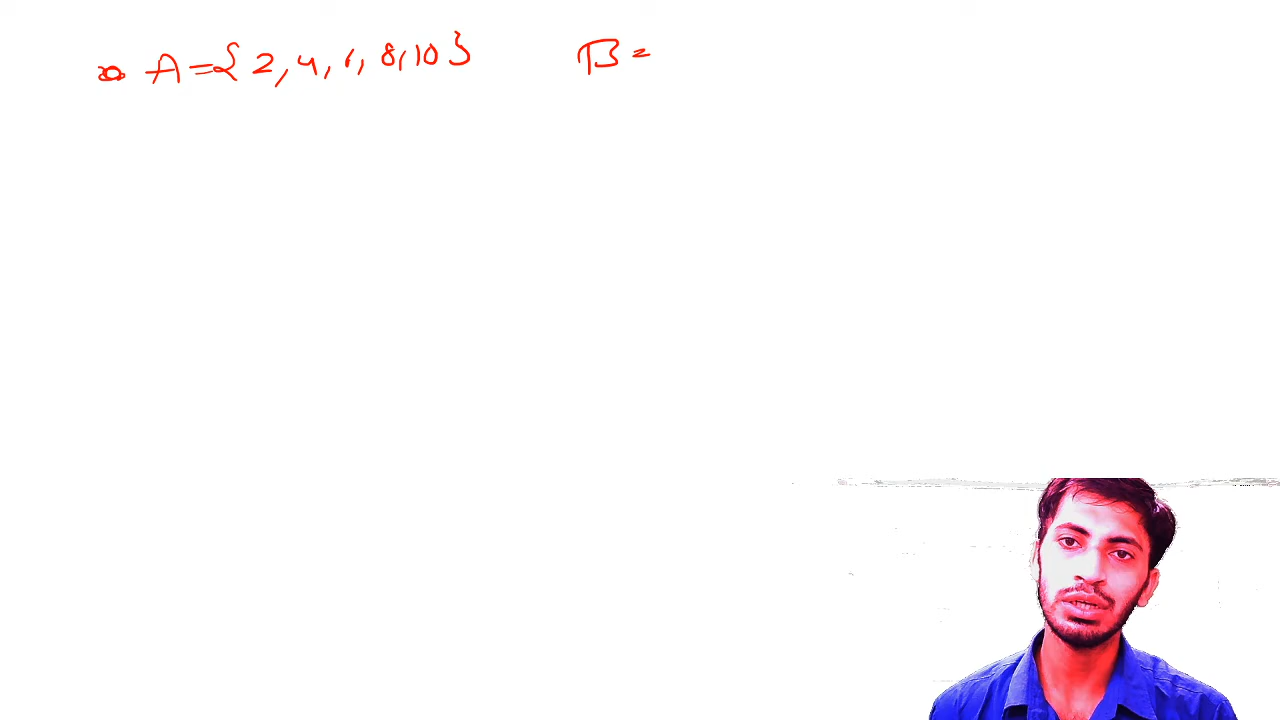 A = { 2, 4, 6, 8, 10 } B =